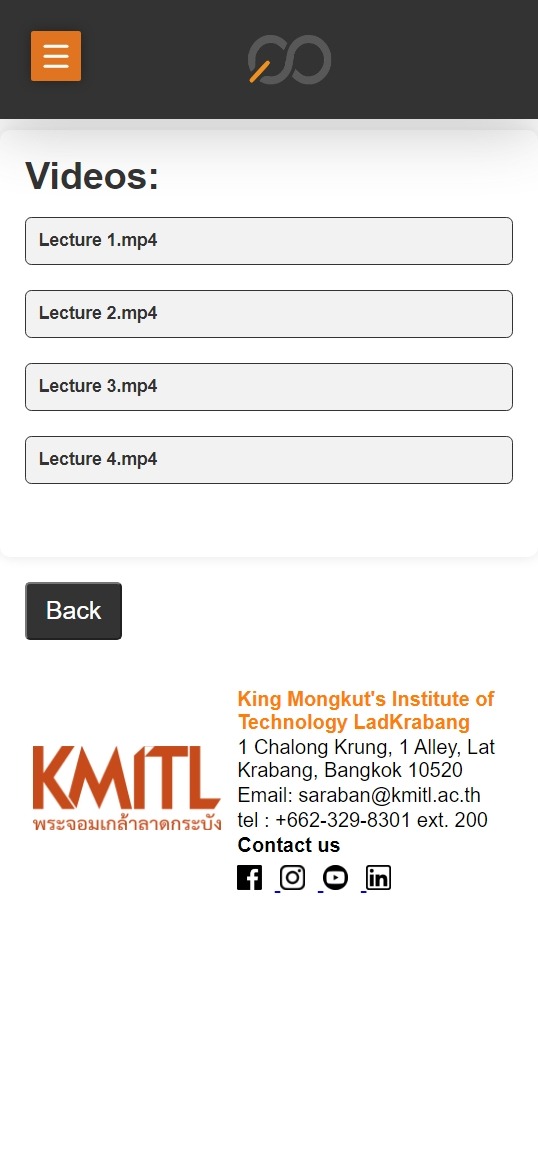 Videos:
Lecture 1.mp4
Lecture 2.mp4
Lecture 3.mp4
Lecture 4.mp4
Back
KMITL
พระจอมเกล้าลาดกระบัง
King Mongkut's Institute of
Technology LadKrabang
1 Chalong Krung, 1 Alley, Lat
Krabang, Bangkok 10520
Email: saraban@kmitl.ac.th
tel : +662-329-8301 ext. 200
Contact us